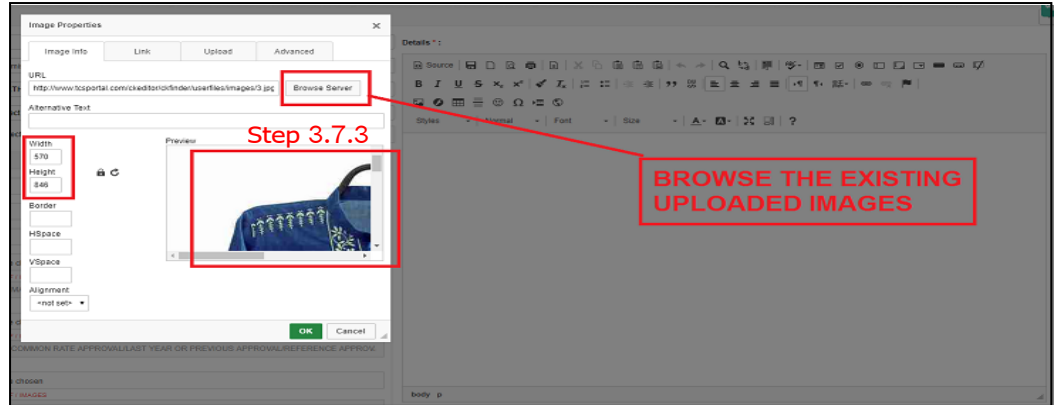 Image Properties
Image Info Link Upload Advanced
URL
http://www.tcsportal.com/ckeditor/ckfinder/userfiles/images/3.jpg Browse Server
Alternative Text
Step 3.7.3
Width
570
Preview
Height
846
Border
HSpace
VSpace
Alignment
<not set>
OK Cancel
Details * :
Source
Styles Normal Font Size
BROWSE THE EXISTING
UPLOADED IMAGES
COMMON RATE APPROVAL/LAST YEAR OR PREVIOUS APPROVAL/REFERENCE APPROV
chosen
IMAGES
body p